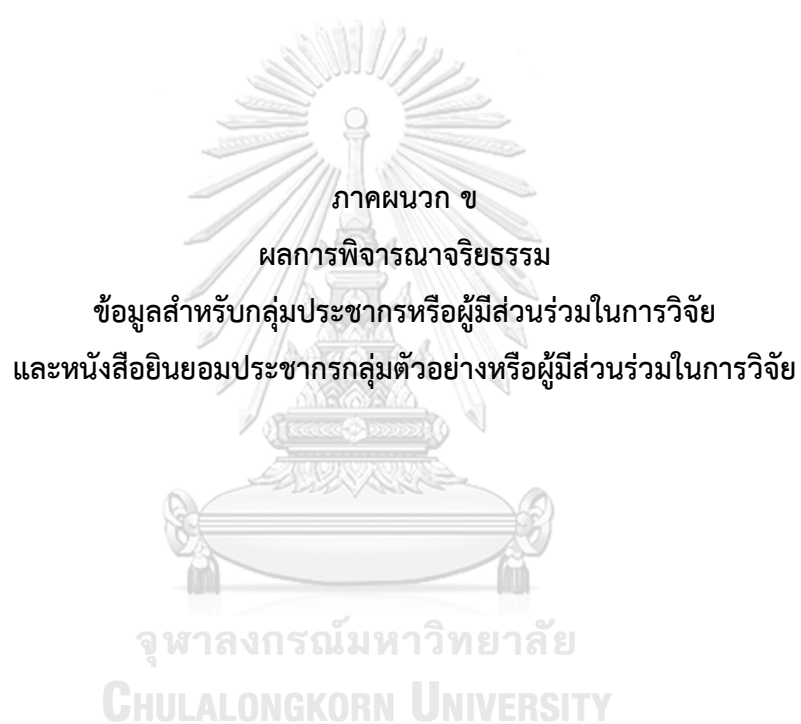 ภาคผนวก ข
ผลการพิจารณาจริยธรรม
ข้อมูลสำหรับกลุ่มประชากรหรือผู้มีส่วนร่วมในการวิจัย
และหนังสือยินยอมประชากรกลุ่มตัวอย่างหรือผู้มีส่วนร่วมในการวิจัย
จุฬาลงกรณ์มหาวิทยาลัย
CHULALONGKORN UNIVERSITY